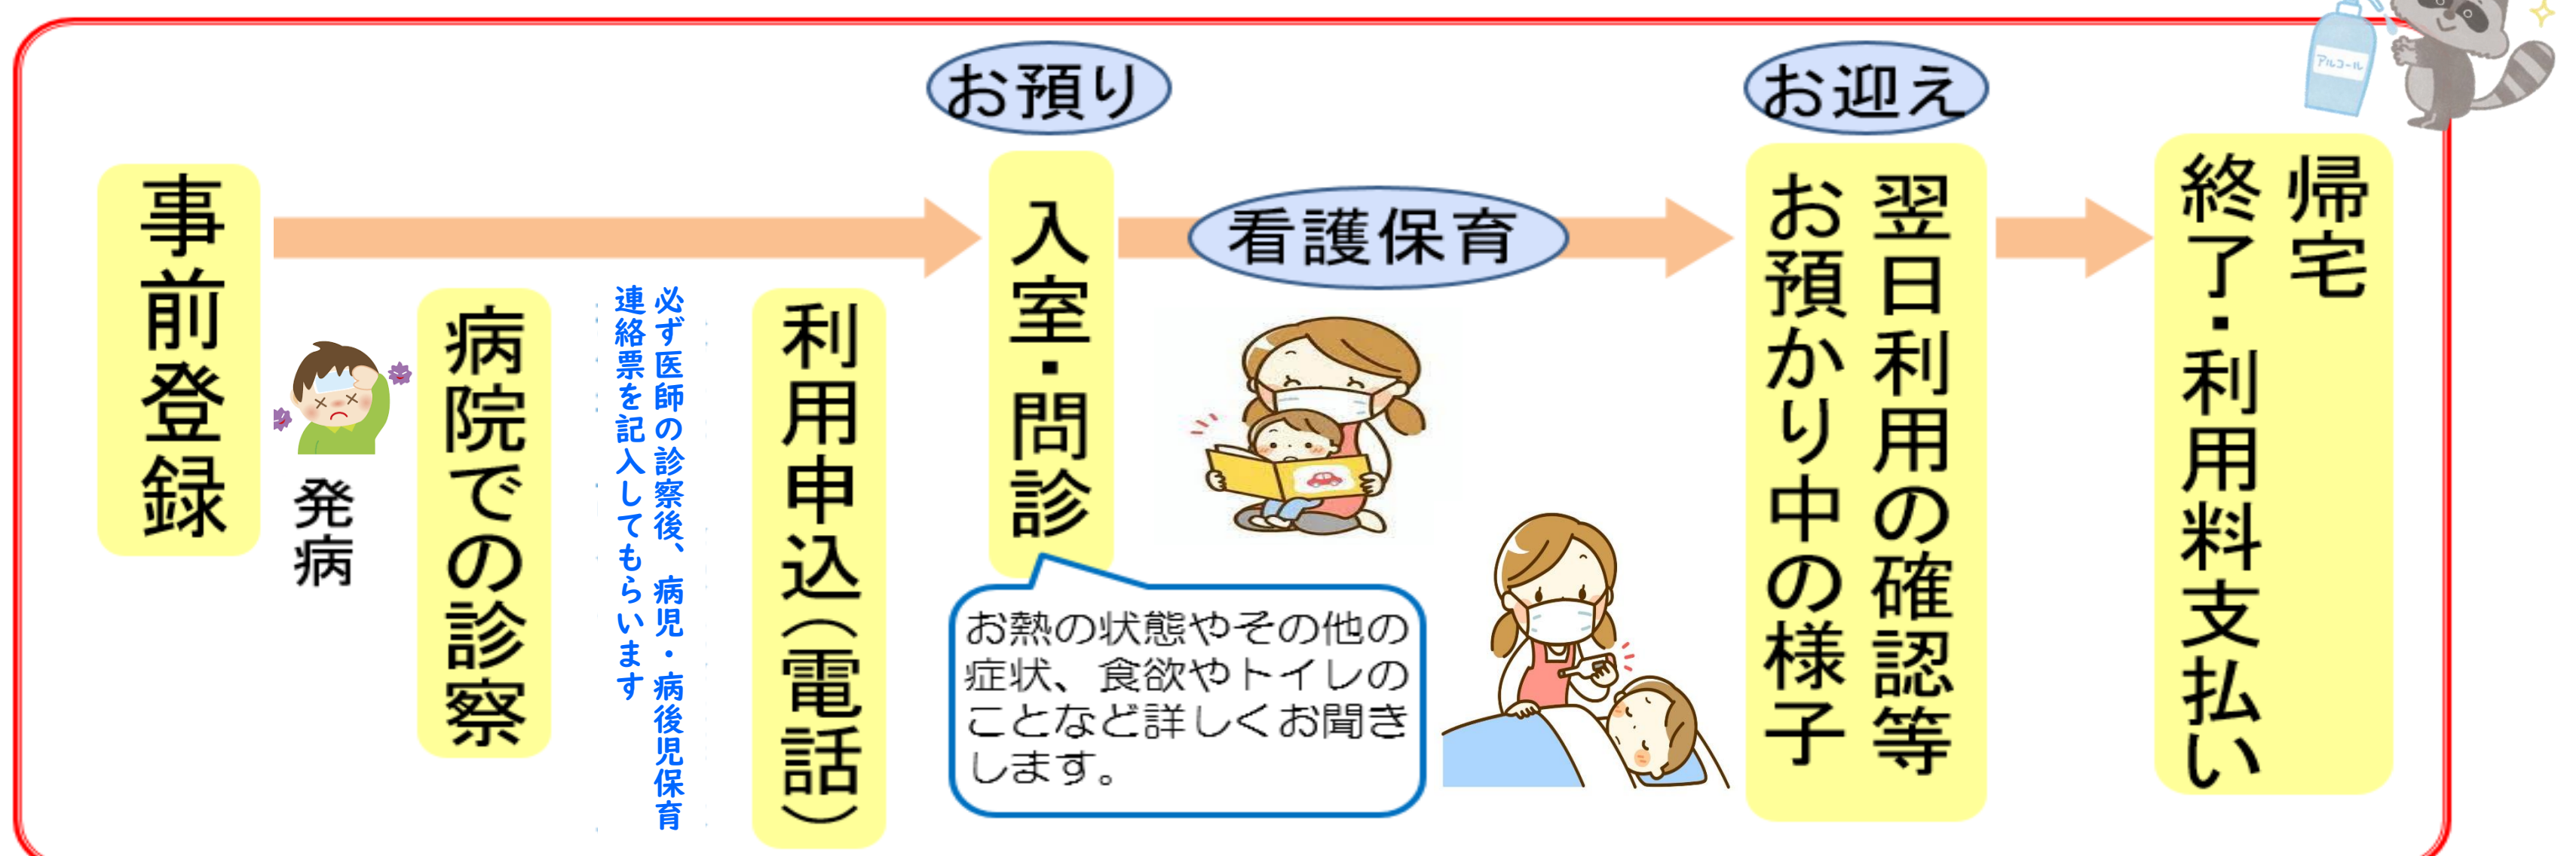 事前登録
発病
病院での診察
必ず医師の診察後、病児・病後児保育
連絡票を記入してもらいます
利用申込(電話)
お預り
入室・問診
お熱の状態やその他の
症状、食欲やトイレの
ことなど詳しくお聞き
します。
看護保育
お迎え
翌日利用の確認等
お預かり中の様子
帰宅
終了・利用料支払い
アルコール